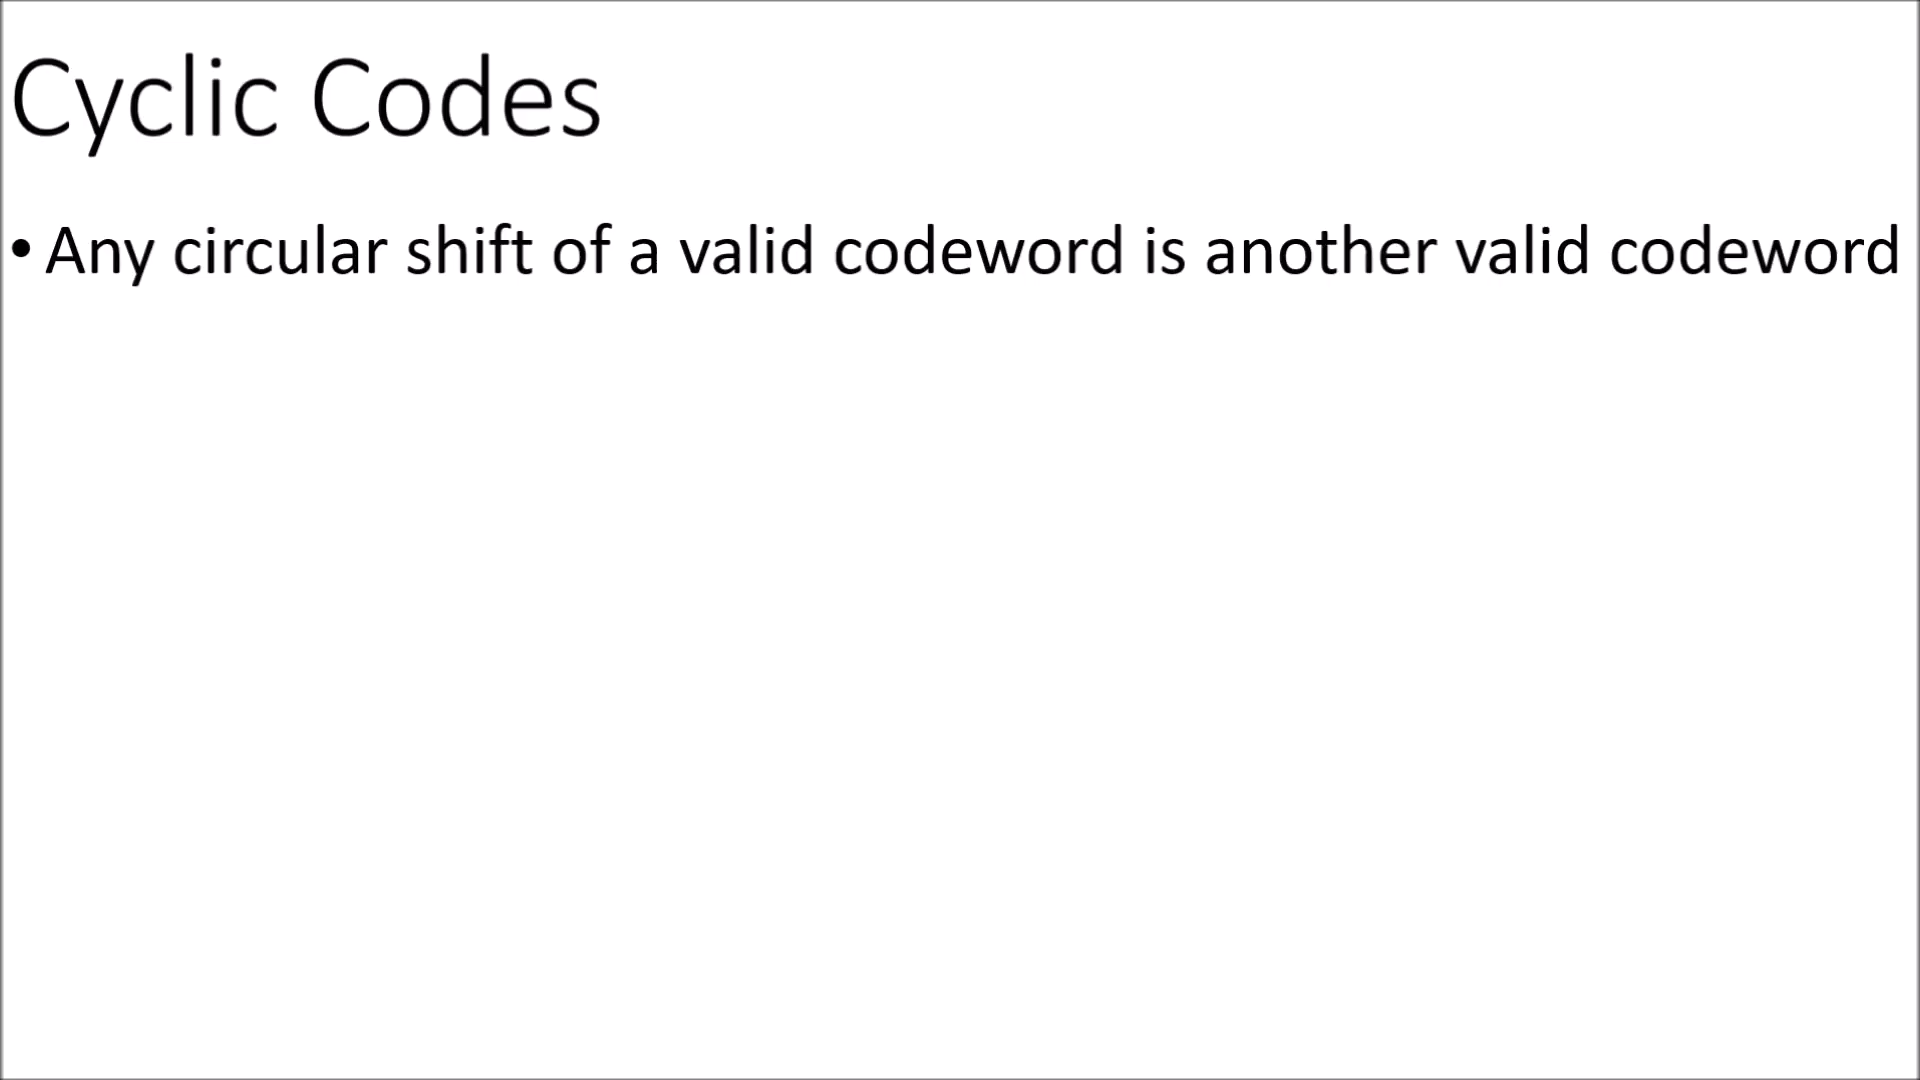 Cyclic Codes
• Any circular shift of a valid codeword is another valid codeword